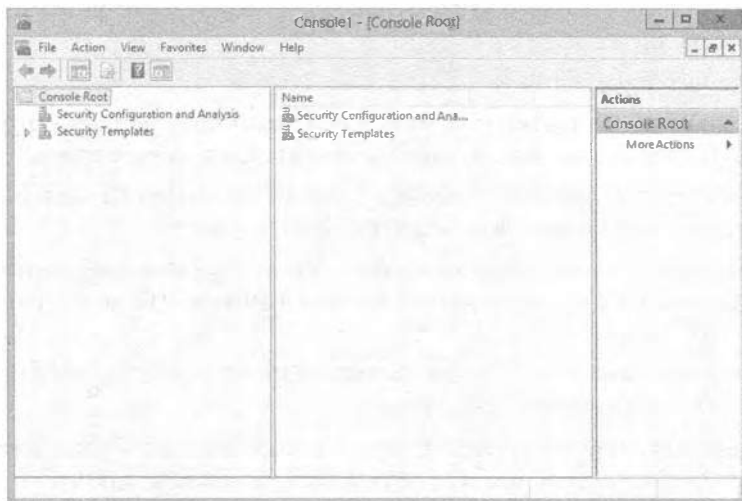 Console1 - [Console Root]
File Action View Favorites Window Help
Console Root
Security Configuration and Analysis
Security Templates
Name
Security Configuration and Ana...
Security Templates
Actions
Console Root
More Actions